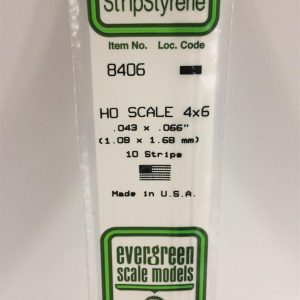 StripStyrene
Item No. Loc. Code
8406
HO SCALE 4x6
.043 x .066"
(1.09 x 1.68 mm)
10 Strips
Made in U.S.A.
evergreen
scale models